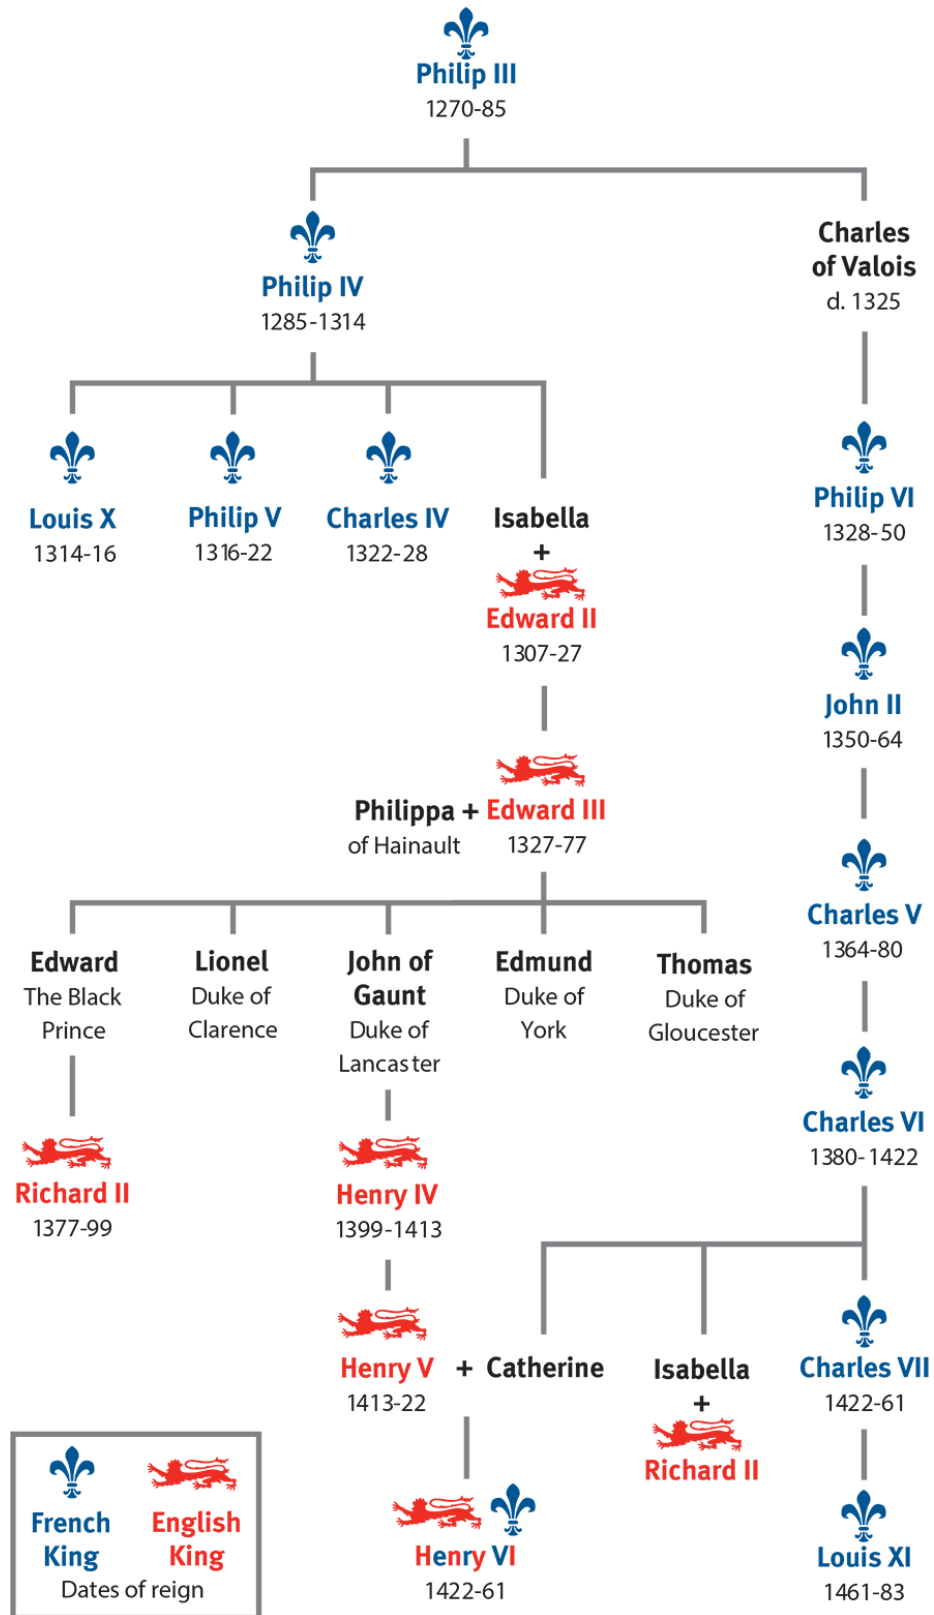 Philip III
1270-85
Philip IV
1285-1314
Charles
of Valois
d. 1325
Louis X
1314-16
Philip V
1316-22
Charles IV
1322-28
Isabella
+
Edward II
1307-27
Philip VI
1328-50
John II
1350-64
Philippa + Edward III
of Hainault 1327-77
Charles V
1364-80
Edward
The Black
Prince
Lionel
Duke of
Clarence
John of
Gaunt
Duke of
Lancaster
Edmund
Duke of
York
Thomas
Duke of
Gloucester
Charles VI
1380-1422
Richard II
1377-99
Henry IV
1399-1413
Henry V + Catherine
1413-22
Isabella
+
Richard II
Charles VII
1422-61
Henry VI
1422-61
Louis XI
1461-83
French
King
English
King
Dates of reign